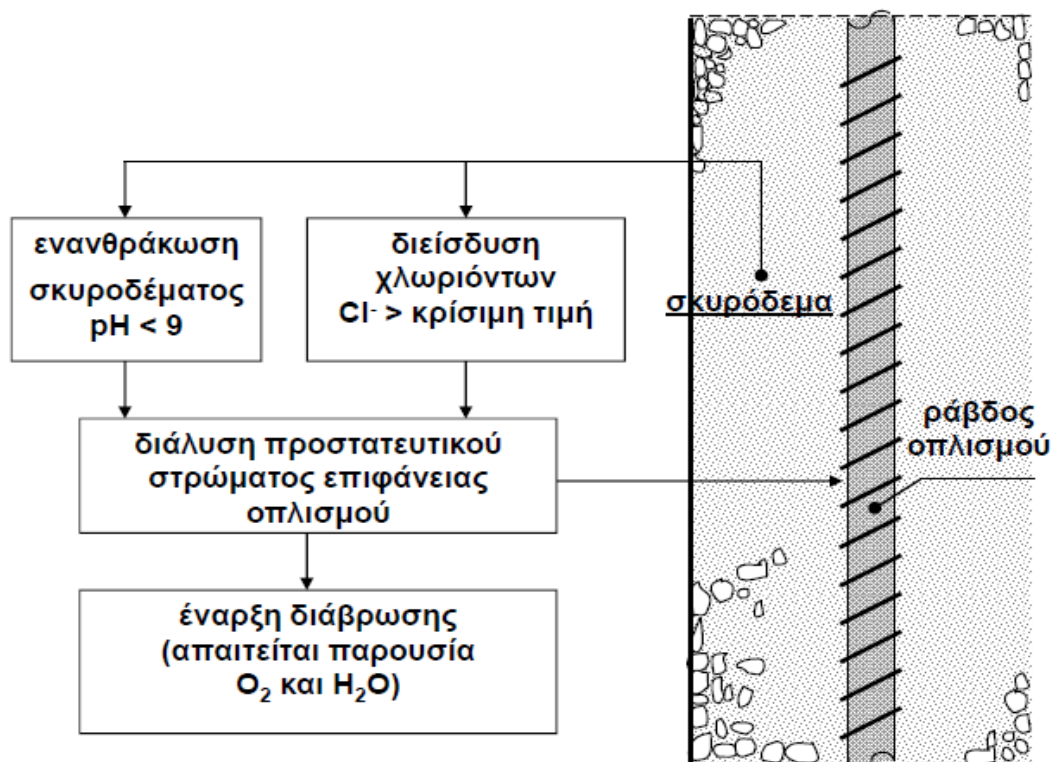 ενανθράκωση
σκυροδέματος
pH < 9
διείσδυση
χλωριόντων
Cl- > κρίσιμη τιμή
σκυρόδεμα
διάλυση προστατευτικού
στρώματος επιφάνειας
οπλισμού
ράβδος
οπλισμού
έναρξη διάβρωσης
(απαιτείται παρουσία
O2 και H2O)